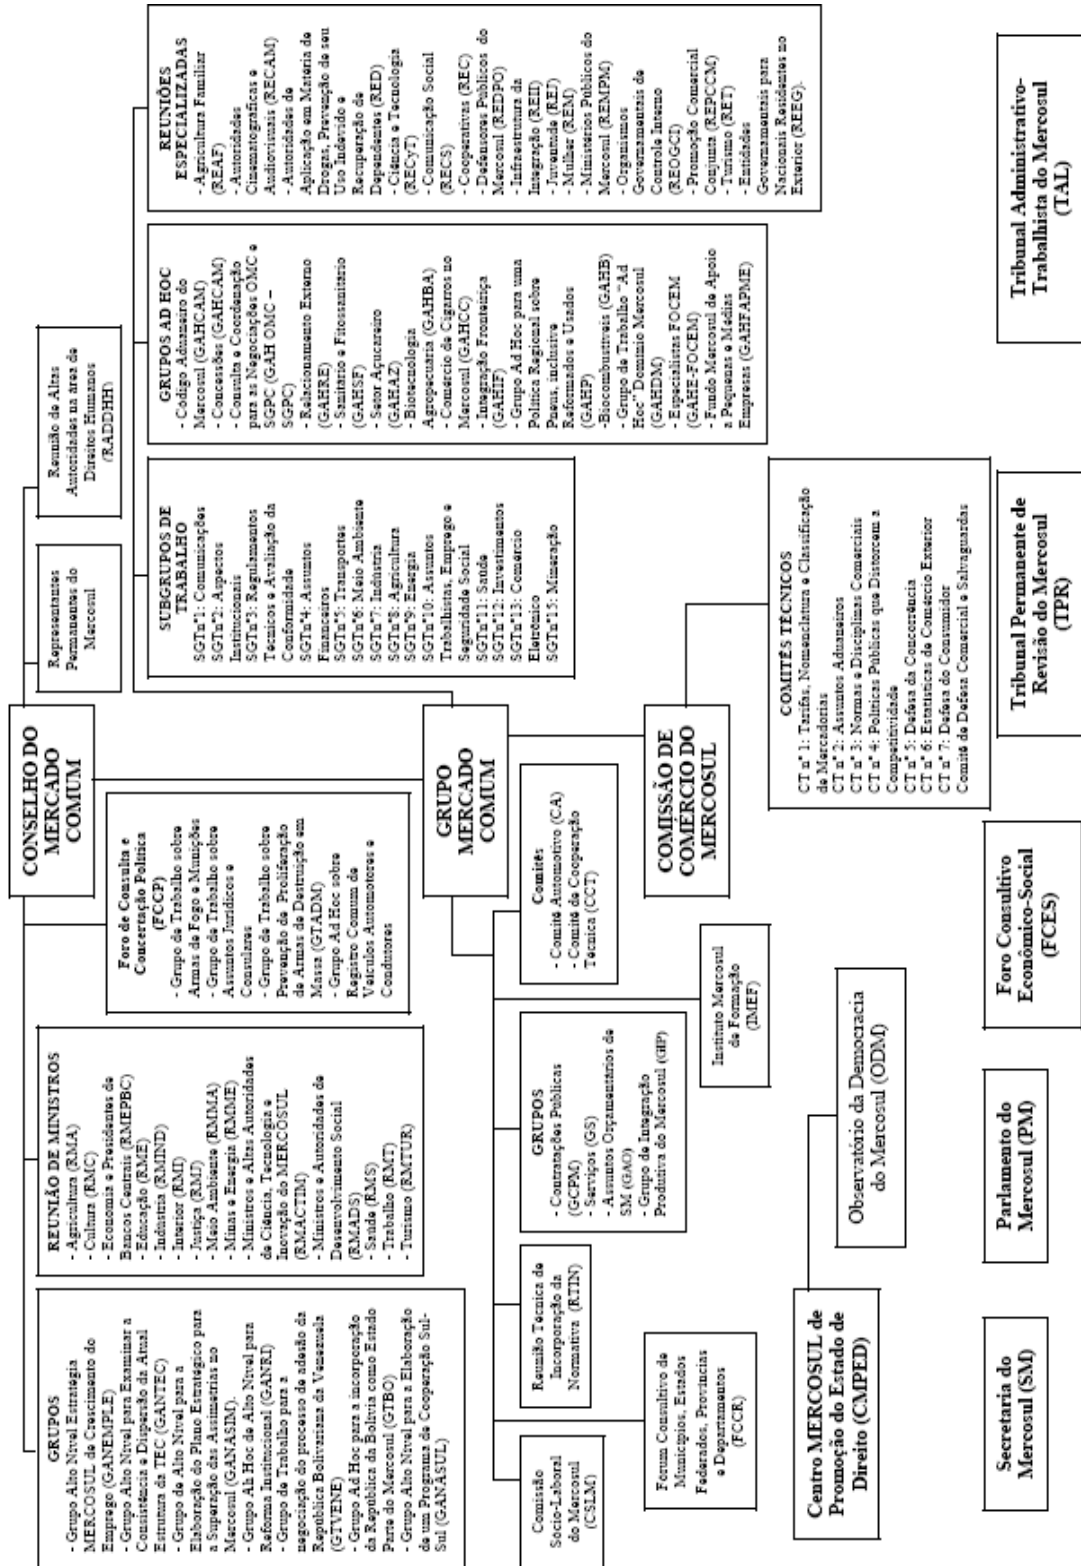 CONSELHO DO
MERCADO
COMUM
Representantes
Permanentes do
Mercosul
Reunião de Altas
Autoridades na área de
Direitos Humanos
(RADDHH)
GRUPOS
- Grupo Alto Nível Estratégia
MERCOSUL de Crescimento do
Emprego (GANEMPLE)
- Grupo Alto Nível para Examinar a
Consistência e Dispersão da Atual
Estrutura da TEC (GANTEC)
- Grupo de Alto Nível para a
Elaboração do Plano Estratégico para
a Superação das Assimetrias no
Mercosul (GANASIM).
- Grupo Ah Hoc de Alto Nível para
Reforma Institucional (GANRI)
- Grupo de Trabalho para a
negociação do processo de adesão da
República Bolivariana da Venezuela
(GTVENE)
- Grupo Ad Hoc para a incorporação
da República da Bolívia como Estado
Parte do Mercosul (GTBO)
- Grupo Alto Nível para a Elaboração
de um Programa de Cooperação Sul-
Sul (GANASUL)
REUNIÃO DE MINISTROS
- Agricultura (RMA)
- Cultura (RMC)
- Economia e Presidentes de
Bancos Centrais (RMEPBC)
- Educação (RME)
- Indústria (RMIND)
- Interior (RMI)
- Justiça (RMJ)
- Meio Ambiente (RMMA)
- Minas e Energia (RMME)
- Ministros e Altas Autoridades
de Ciência, Tecnologia e
Inovação do MERCOSUL
(RMACTIM)
- Ministros e Autoridades de
Desenvolvimento Social
(RMADS)
- Saúde (RMS)
- Trabalho (RMT)
- Turismo (RMTUR)
Foro de Consulta e
Concertação Política
(FCCP)
- Grupo de Trabalho sobre
Armas de Fogo e Munições
- Grupo de Trabalho sobre
Assuntos Jurídicos e
Consulares
- Grupo de Trabalho sobre
Prevenção de Proliferação
de Armas de Destruição em
Massa (GTADM)
- Grupo Ad Hoc sobre
Registro Comum de
Veículos Automotores e
Condutores
SUBGRUPOS DE
TRABALHO
SGTnº1: Comunicações
SGTnº2: Aspectos
Institucionais
SGTnº3: Regulamentos
Técnicos e Avaliação da
Conformidade
SGTnº4: Assuntos
Financeiros
SGTnº5: Transportes
SGTnº6: Meio Ambiente
SGTnº7: Indústria
SGTnº8: Agricultura
SGTnº9: Energia
SGTnº10: Assuntos
Trabalhistas, Emprego e
Seguridade Social
SGTnº11: Saúde
SGTnº12: Investimentos
SGTnº13: Comércio
Eletrônico
SGTnº15: Mineração
GRUPOS AD HOC
- Código Aduaneiro do
Mercosul (GAHCAM)
- Concessões (GAHCAM)
- Consulta e Coordenação
para as Negociações OMC e
SGPC (GAH OMC –
SGPC)
- Relacionamento Externo
(GAHRE)
- Sanitário e Fitossanitário
(GAHSF)
- Setor Açucareiro
(GAHAZ)
- Biotecnologia
Agropecuária (GAHBA)
- Comércio de Cigarros no
Mercosul (GAHCC)
- Integração Fronteiriça
(GAHIF)
- Grupo Ad Hoc para uma
Política Regional sobre
Pneus, inclusive
Reformados e Usados
(GAHP)
-Biocombustíveis (GAHB)
- Grupo de Trabalho "Ad
Hoc" Domínio Mercosul
(GAHDM)
- Especialistas FOCEM
(GAHE-FOCEM)
- Fundo Mercosul de Apoio
a Pequenas e Médias
Empresas (GAHFAPME)
REUNIÕES
ESPECIALIZADAS
- Agricultura Familiar
(REAF)
- Autoridades
Cinematográficas e
Audiovisuais (RECAM)
- Autoridades de
Aplicação em Matéria de
Drogas, Prevenção de seu
Uso Indevido e
Recuperação de
Dependentes (RED)
- Ciência e Tecnologia
(RECyT)
- Comunicação Social
(RECS)
- Cooperativas (REC)
- Defensores Públicos do
Mercosul (REDPO)
- Infraestrutura da
Integração (REII)
- Juventude (REJ)
- Mulher (REM)
- Ministérios Públicos do
Mercosul (REMPM)
- Organismos
Governamentais de
Controle Interno
(REOGCI)
- Promoção Comercial
Conjunta (REPCCM)
- Turismo (RET)
- Entidades
Governamentais para
Nacionais Residentes no
Exterior (REEG).
GRUPO
MERCADO
COMUM
Comissão
Sócio-Laboral
do Mercosul
(CSLM)
Reunião Técnica de
Incorporação da
Normativa (RTIN)
GRUPOS
- Contratações Públicas
(GCPM)
- Serviços (GS)
- Assuntos Orçamentários de
SM (GAO)
- Grupo de Integração
Produtiva do Mercosul (GIP)
Comitês
- Comitê Automotivo (CA)
- Comitê de Cooperação
Técnica (CCT)
Forum Consultivo de
Municípios, Estados
Federados, Províncias
e Departamentos
(FCCR)
Instituto Mercosul
de Formação
(IMEF)
COMISSÃO DE
COMÉRCIO DO
MERCOSUL
COMITÊS TÉCNICOS
CT nº 1: Tarifas, Nomenclatura e Classificação
de Mercadorias
CT nº 2: Assuntos Aduaneiros
CT nº 3: Normas e Disciplinas Comerciais
CT nº 4: Políticas Públicas que Distorcem a
Competitividade
CT nº 5: Defesa da Concorrência
CT nº 6: Estatísticas de Comércio Exterior
CT nº 7: Defesa do Consumidor
Comitê de Defesa Comercial e Salvaguardas
Centro MERCOSUL de
Promoção do Estado de
Direito (CMPED)
Observatório da Democracia
do Mercosul (ODM)
Secretaria do
Mercosul (SM)
Parlamento do
Mercosul (PM)
Foro Consultivo
Econômico-Social
(FCES)
Tribunal Permanente de
Revisão do Mercosul
(TPR)
Tribunal Administrativo-
Trabalhista do Mercosul
(TAL)